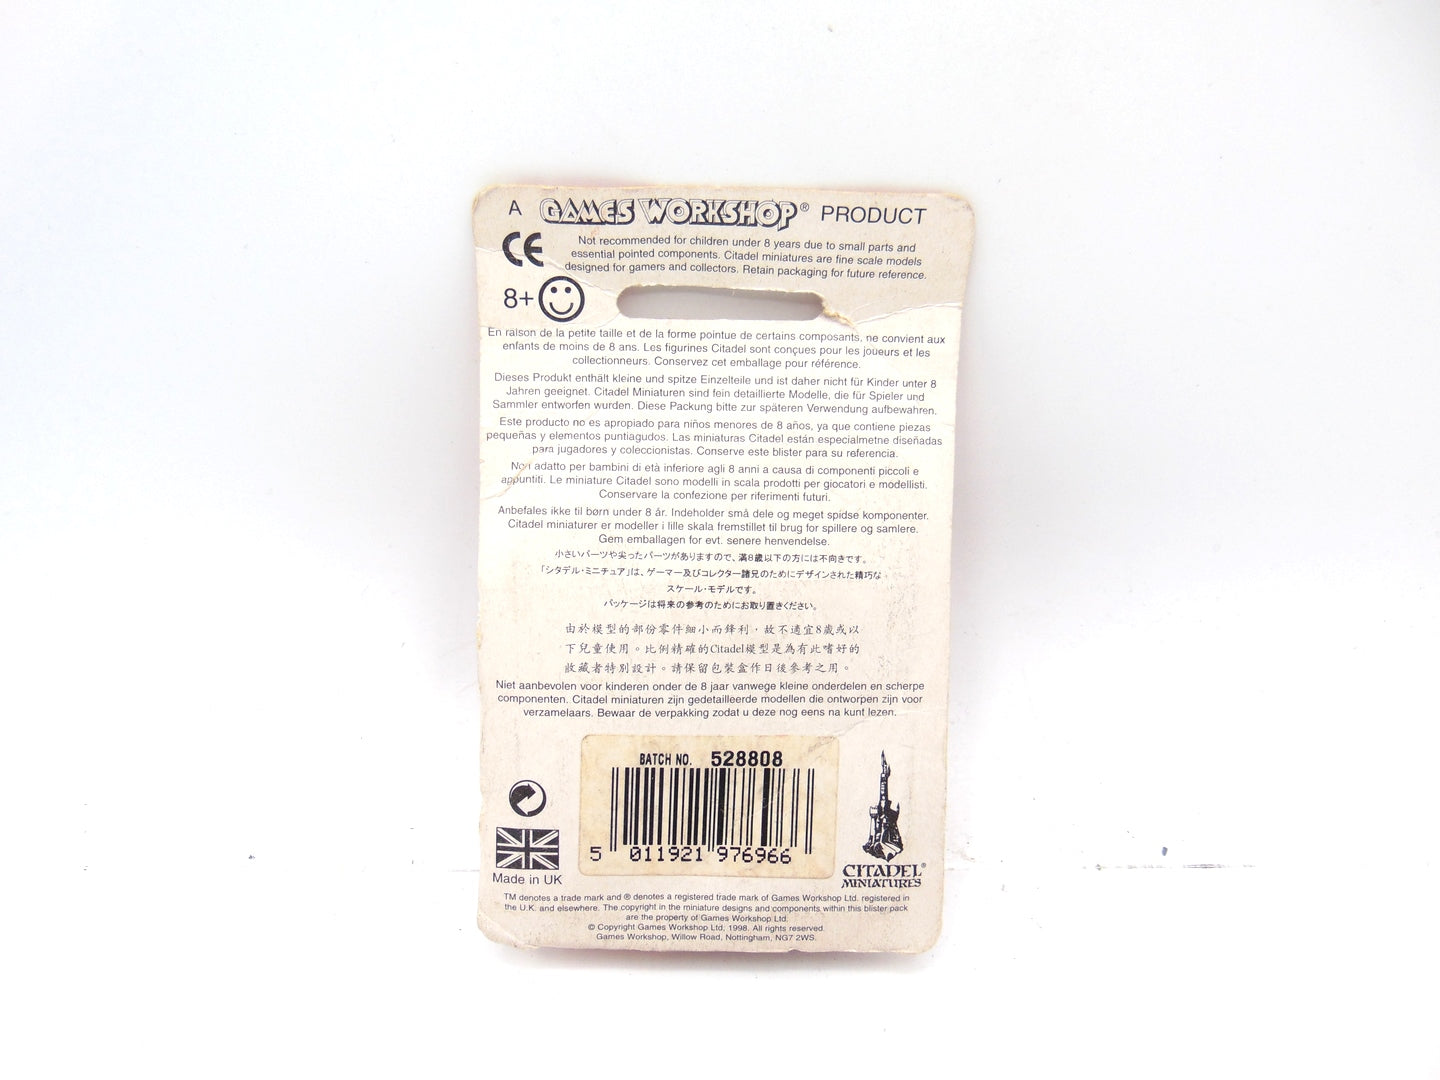 A GAMES WORKSHOP® PRODUCT
CE
Not recommended for children under 8 years due to small parts and
essential pointed components. Citadel miniatures are fine scale models
designed for gamers and collectors. Retain packaging for future reference.
8+
En raison de la petite taille et de la forme pointue de certains composants, ne convient aux
enfants de moins de 8 ans. Les figurines Citadel sont conçues pour les joueurs et les
collectionneurs. Conservez cet emballage pour référence.
Dieses Produkt enthält kleine und spitze Einzelteile und ist daher nicht für Kinder unter 8
Jahren geeignet. Citadel Miniaturen sind fein detaillierte Modelle, die für Spieler und
Sammler entworfen wurden. Diese Packung bitte zur späteren Verwendung aufbewahren.
Este producto no es apropiado para niños menores de 8 años, ya que contiene piezas
pequeñas y elementos puntiagudos. Las miniaturas Citadel están especialmetne diseñadas
para jugadores y coleccionistas. Conserve este blister para su referencia.
Non adatto per bambini di età inferiore agli 8 anni a causa di componenti piccoli e
appuntiti. Le miniature Citadel sono modelli in scala prodotti per giocatori e modellisti.
Conservare la confezione per riferimenti futuri.
Anbefales ikke til børn under 8 år. Indeholder små dele og meget spidse komponenter.
Citadel miniaturer er modeller i lille skala fremstillet til brug for spillere og samlere.
Gem emballagen for evt. senere henvendelse.
小さいパーツや尖ったパーツがありますので、満8歳以下の方には不向きです。
「シタデル・ミニチュア」は、ゲーマー及びコレクター諸兄のためにデザインされた精巧な
スケール・モデルです。
パッケージは将来の参考のためにお取り置きください。
由於模型的部份零件細小而鋒利，故不適宜8歲或以
下兒童使用。比例精確的Citadel模型是為有此嗜好的
收藏者特別設計。請保留包裝盒作日後參考之用。
Niet aanbevolen voor kinderen onder de 8 jaar vanwege kleine onderdelen en scherpe
componenten. Citadel miniaturen zijn gedetailleerde modellen die ontworpen zijn voor
verzamelaars. Bewaar de verpakking zodat u deze nog eens na kunt lezen.
BATCH NO. 528808
5 011921 976966
Made in UK
CITADEL®
MINIATURES
TM denotes a trade mark and ® denotes a registered trade mark of Games Workshop Ltd. registered in
the U.K. and elsewhere. The copyright in the miniature designs and components within this blister pack
are the property of Games Workshop Ltd.
© Copyright Games Workshop Ltd, 1998. All rights reserved.
Games Workshop, Willow Road, Nottingham, NG7 2WS.